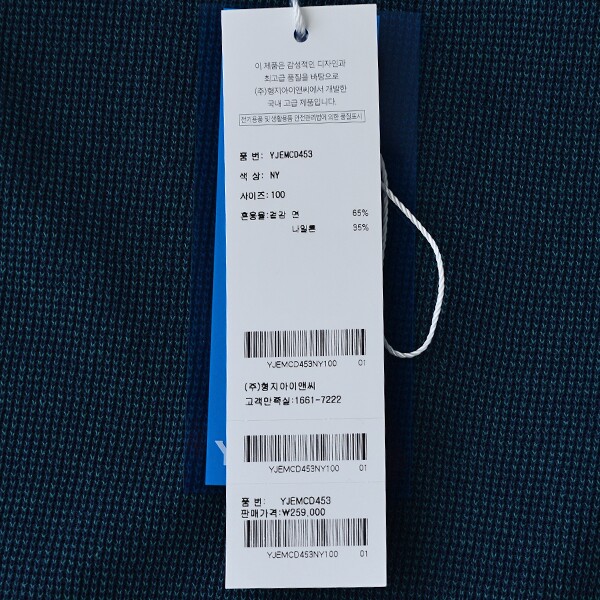 이 제품은 감성적인 디자인과
최고급 품질을 바탕으로
(주)형지아이앤씨에서 개발한
국내 고급 제품입니다.
전기용품 및 생활용품 안전관리법에 의한 품질표시
품 번: YJEMCD453
색 상: NY
사이즈:100
혼용율:겉감 면 65%
나일론 35%
YJEMCD453NY100 01
(주)형지아이앤씨
고객만족실:1661-7222
YJEMCD453NY100 01
품 번: YJEMCD453
판매가격:₩259,000
YJEMCD453NY100 01
Y